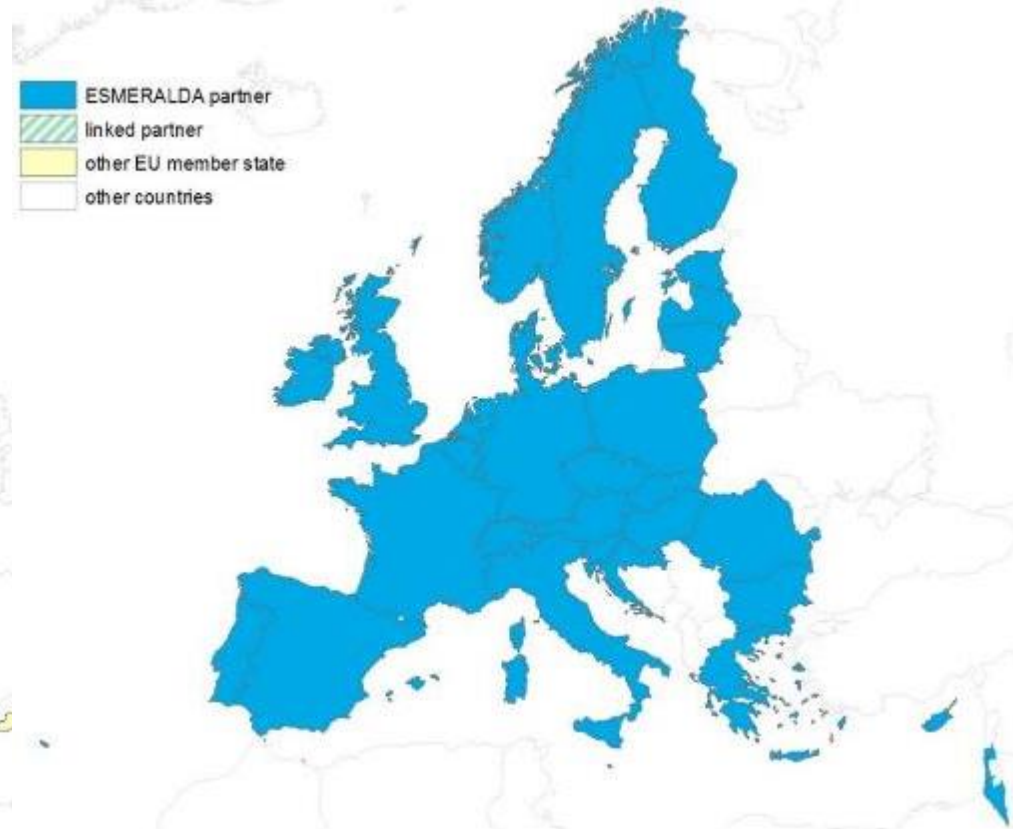 ESMERALDA partner
linked partner
other EU member state
other countries